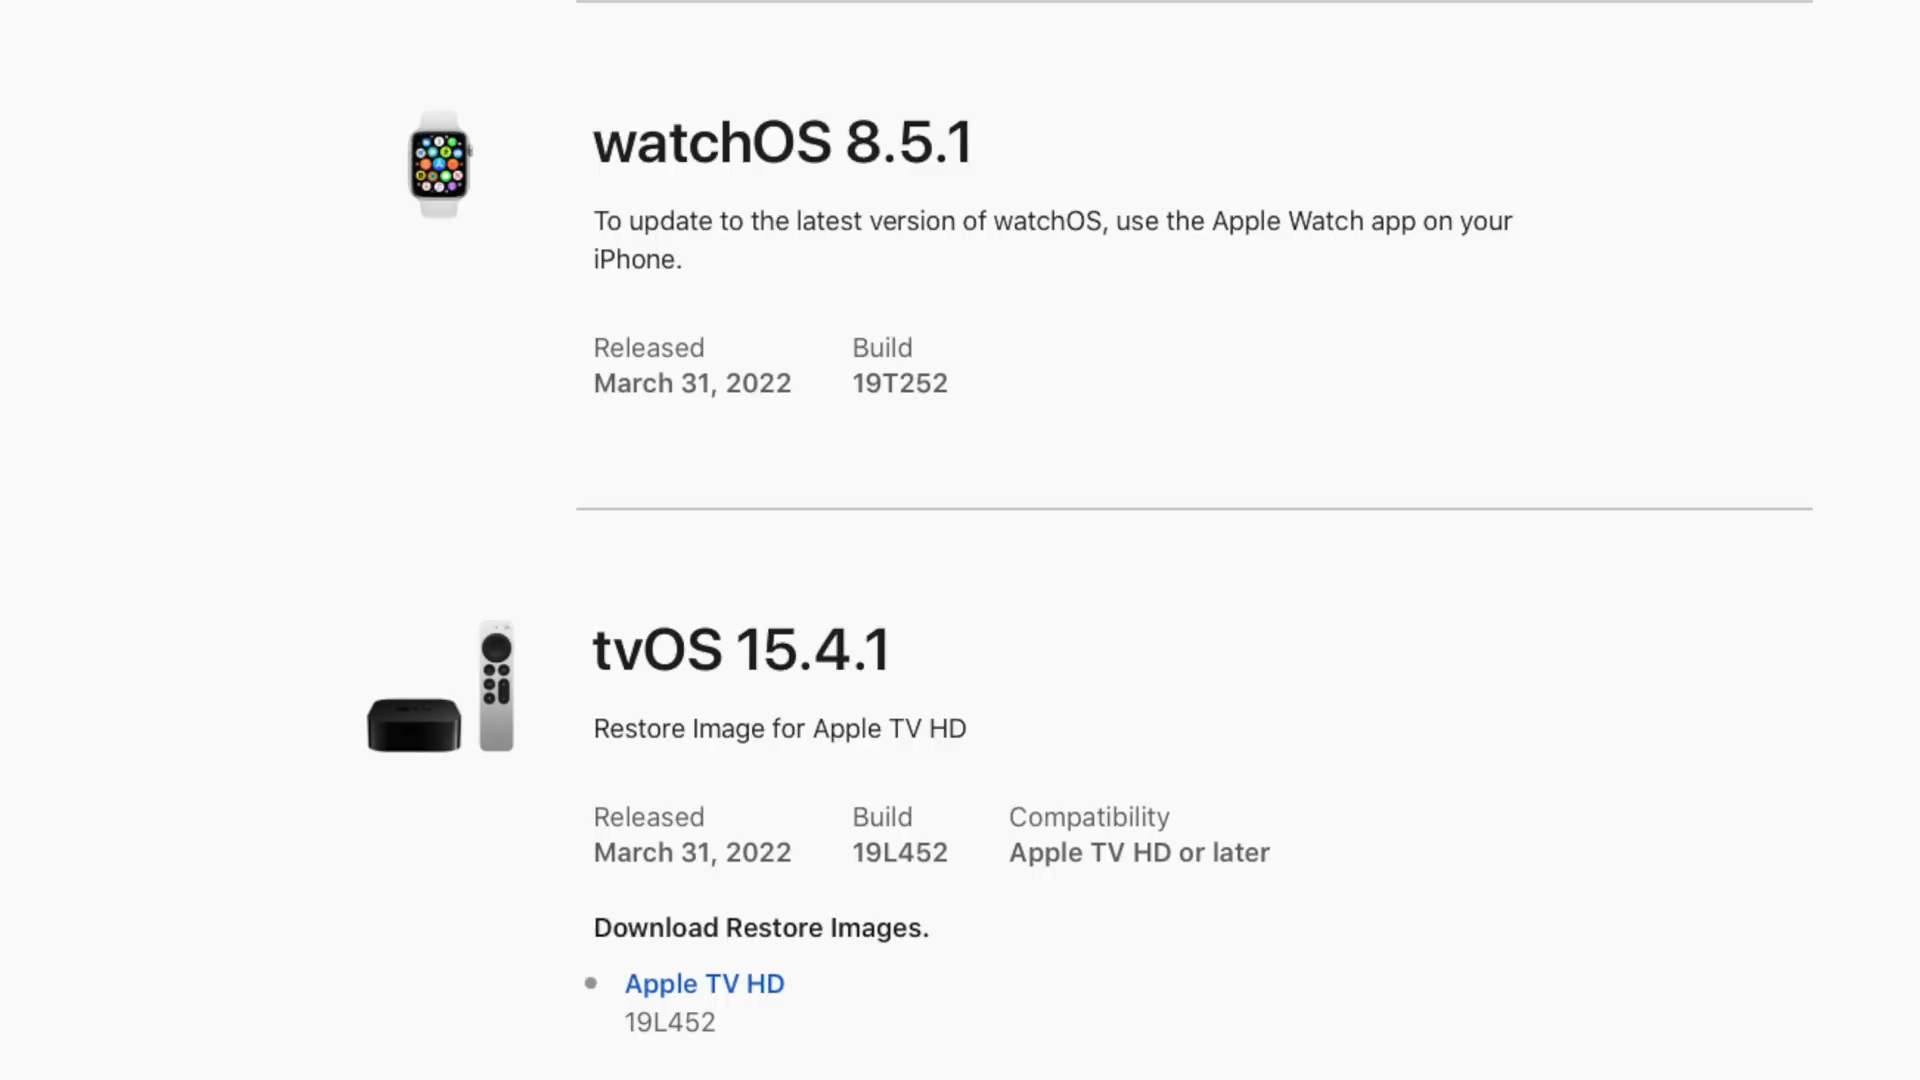 watchOS 8.5.1
To update to the latest version of watchOS, use the Apple Watch app on your
iPhone.
Released Build
March 31, 2022 19T252
tvOS 15.4.1
Restore Image for Apple TV HD
Released Build Compatibility
March 31, 2022 19L452 Apple TV HD or later
Download Restore Images.
Apple TV HD
19L452